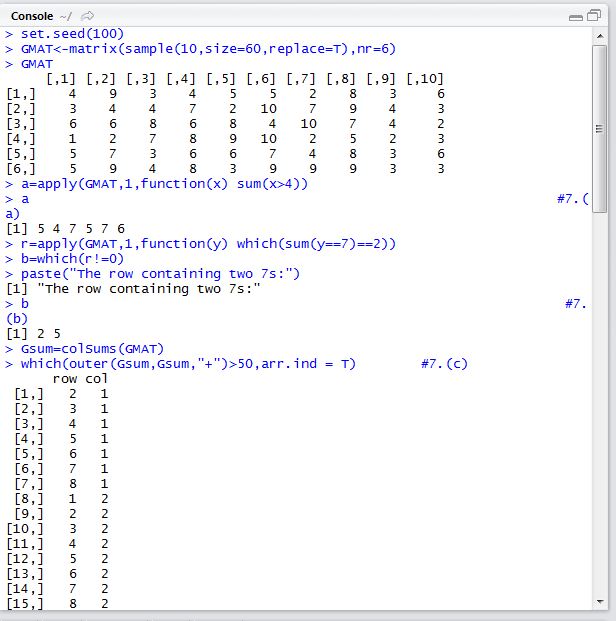 Console ~/
> set.seed(100)
> GMAT<-matrix(sample(10,size=60,replace=T),nr=6)
> GMAT
     [,1] [,2] [,3] [,4] [,5] [,6] [,7] [,8] [,9] [,10]
[1,]    4    9    3    4    5    5    2    8    3     6
[2,]    3    4    4    7    2   10    7    9    4     3
[3,]    6    6    8    6    8    4   10    7    4     2
[4,]    1    2    7    8    9   10    2    5    2     3
[5,]    5    7    3    6    6    7    4    8    3     6
[6,]    5    9    4    8    3    9    9    9    3     3
> a=apply(GMAT,1,function(x) sum(x>4))
> a #7.(
a)
[1] 5 4 7 5 7 6
> r=apply(GMAT,1,function(y) which(sum(y==7)==2))
> b=which(r!=0)
> paste("The row containing two 7s:")
[1] "The row containing two 7s:"
> b #7.
(b)
[1] 2 5
> Gsum=colSums(GMAT)
> which(outer(Gsum,Gsum,"+")>50,arr.ind = T) #7.(c)
      row col
 [1,]   2   1
 [2,]   3   1
 [3,]   4   1
 [4,]   5   1
 [5,]   6   1
 [6,]   7   1
 [7,]   8   1
 [8,]   1   2
 [9,]   2   2
[10,]   3   2
[11,]   4   2
[12,]   5   2
[13,]   6   2
[14,]   7   2
[15,]   8   2